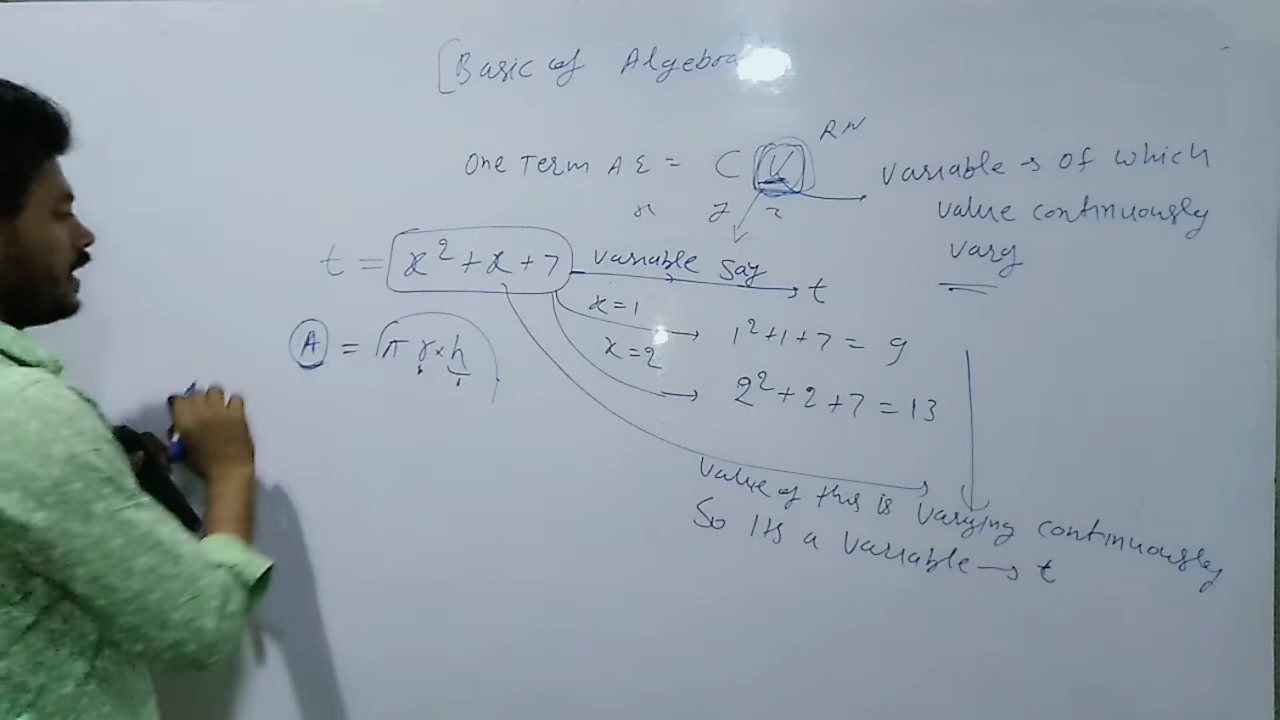 [Basic of Algebra
RN
One Term AE = C V
Variable → of which
value continuously
vary
x y z
t = x² + x + 7 variable say → t
x=1 → 1²+1+7 = 9
A = π r × h
x=2 → 2²+2+7 = 13
Value of this is varying continuously
So its a variable → t